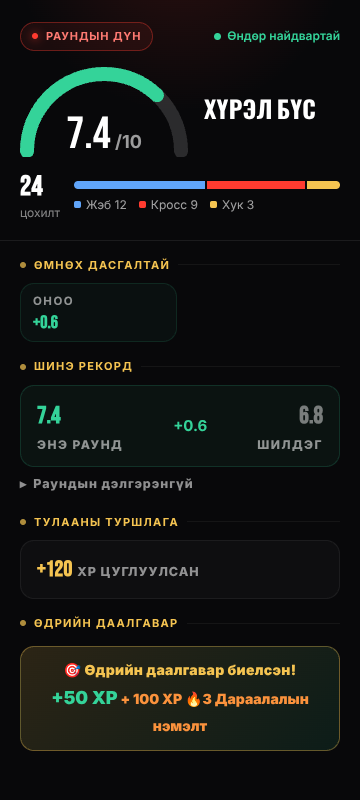 РАУНДЫН ДҮН
Өндөр найдвартай
7.4 /10
ХҮРЭЛ БҮС
24
цохилт
Жэб 12 Кросс 9 Хук 3
ӨМНӨХ ДАСГАЛТАЙ
ОНОО
+0.6
ШИНЭ РЕКОРД
7.4 +0.6 6.8
ЭНЭ РАУНД ШИЛДЭГ
▸ Раундын дэлгэрэнгүй
ТУЛААНЫ ТУРШЛАГА
+120 XP ЦУГЛУУЛСАН
ӨДРИЙН ДААЛГАВАР
🎯 Өдрийн даалгавар биелсэн!
+50 XP + 100 XP 🔥3 Дараалалын
нэмэлт